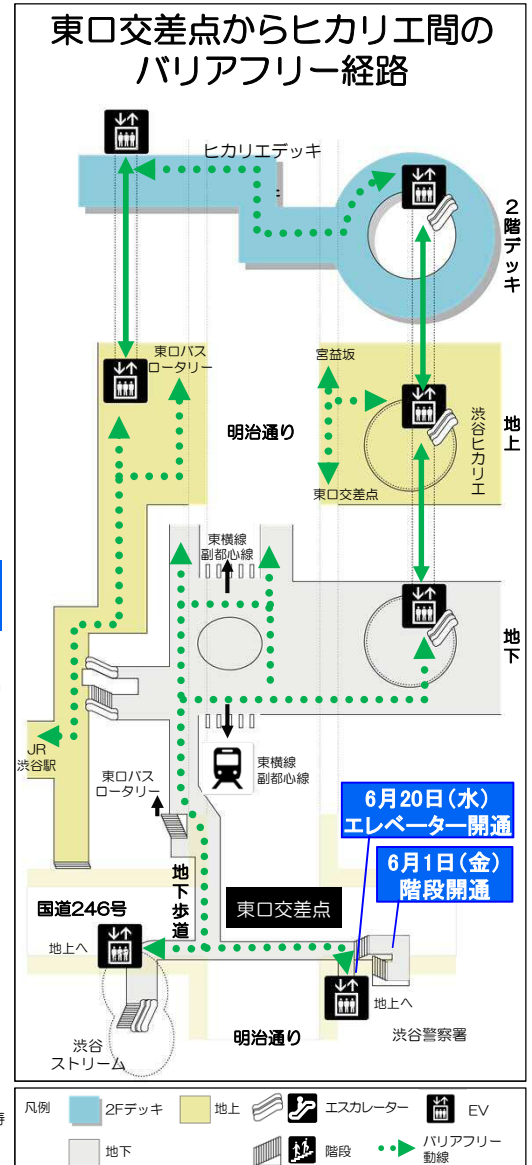 東口交差点からヒカリエ間の
バリアフリー経路
ヒカリエデッキ
2階デッキ
東口バス
ロータリー
宮益坂
明治通り
渋谷ヒカリエ
地上
東口交差点
東横線
副都心線
地下
JR
渋谷駅
東横線
副都心線
東口バス
ロータリー
6月20日(水)
エレベーター開通
6月1日(金)
階段開通
地下歩道
東口交差点
国道246号
地上へ
地上へ
渋谷
ストリーム
明治通り
渋谷警察署
凡例
2Fデッキ
地上
エスカレーター
EV
地下
階段
バリアフリー
動線